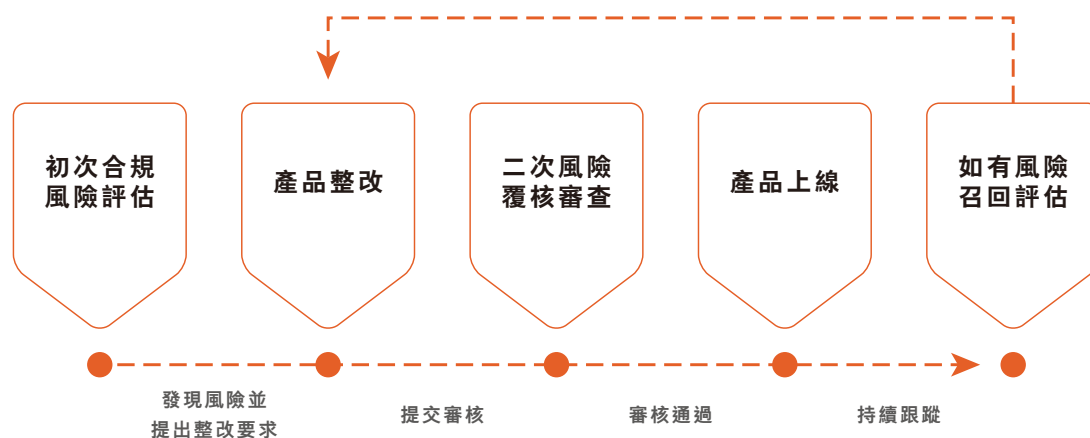 初次合規
風險評估
產品整改
二次風險
覆核審查
產品上線
如有風險
召回評估
發現風險並
提出整改要求
提交審核
審核通過
持續跟蹤